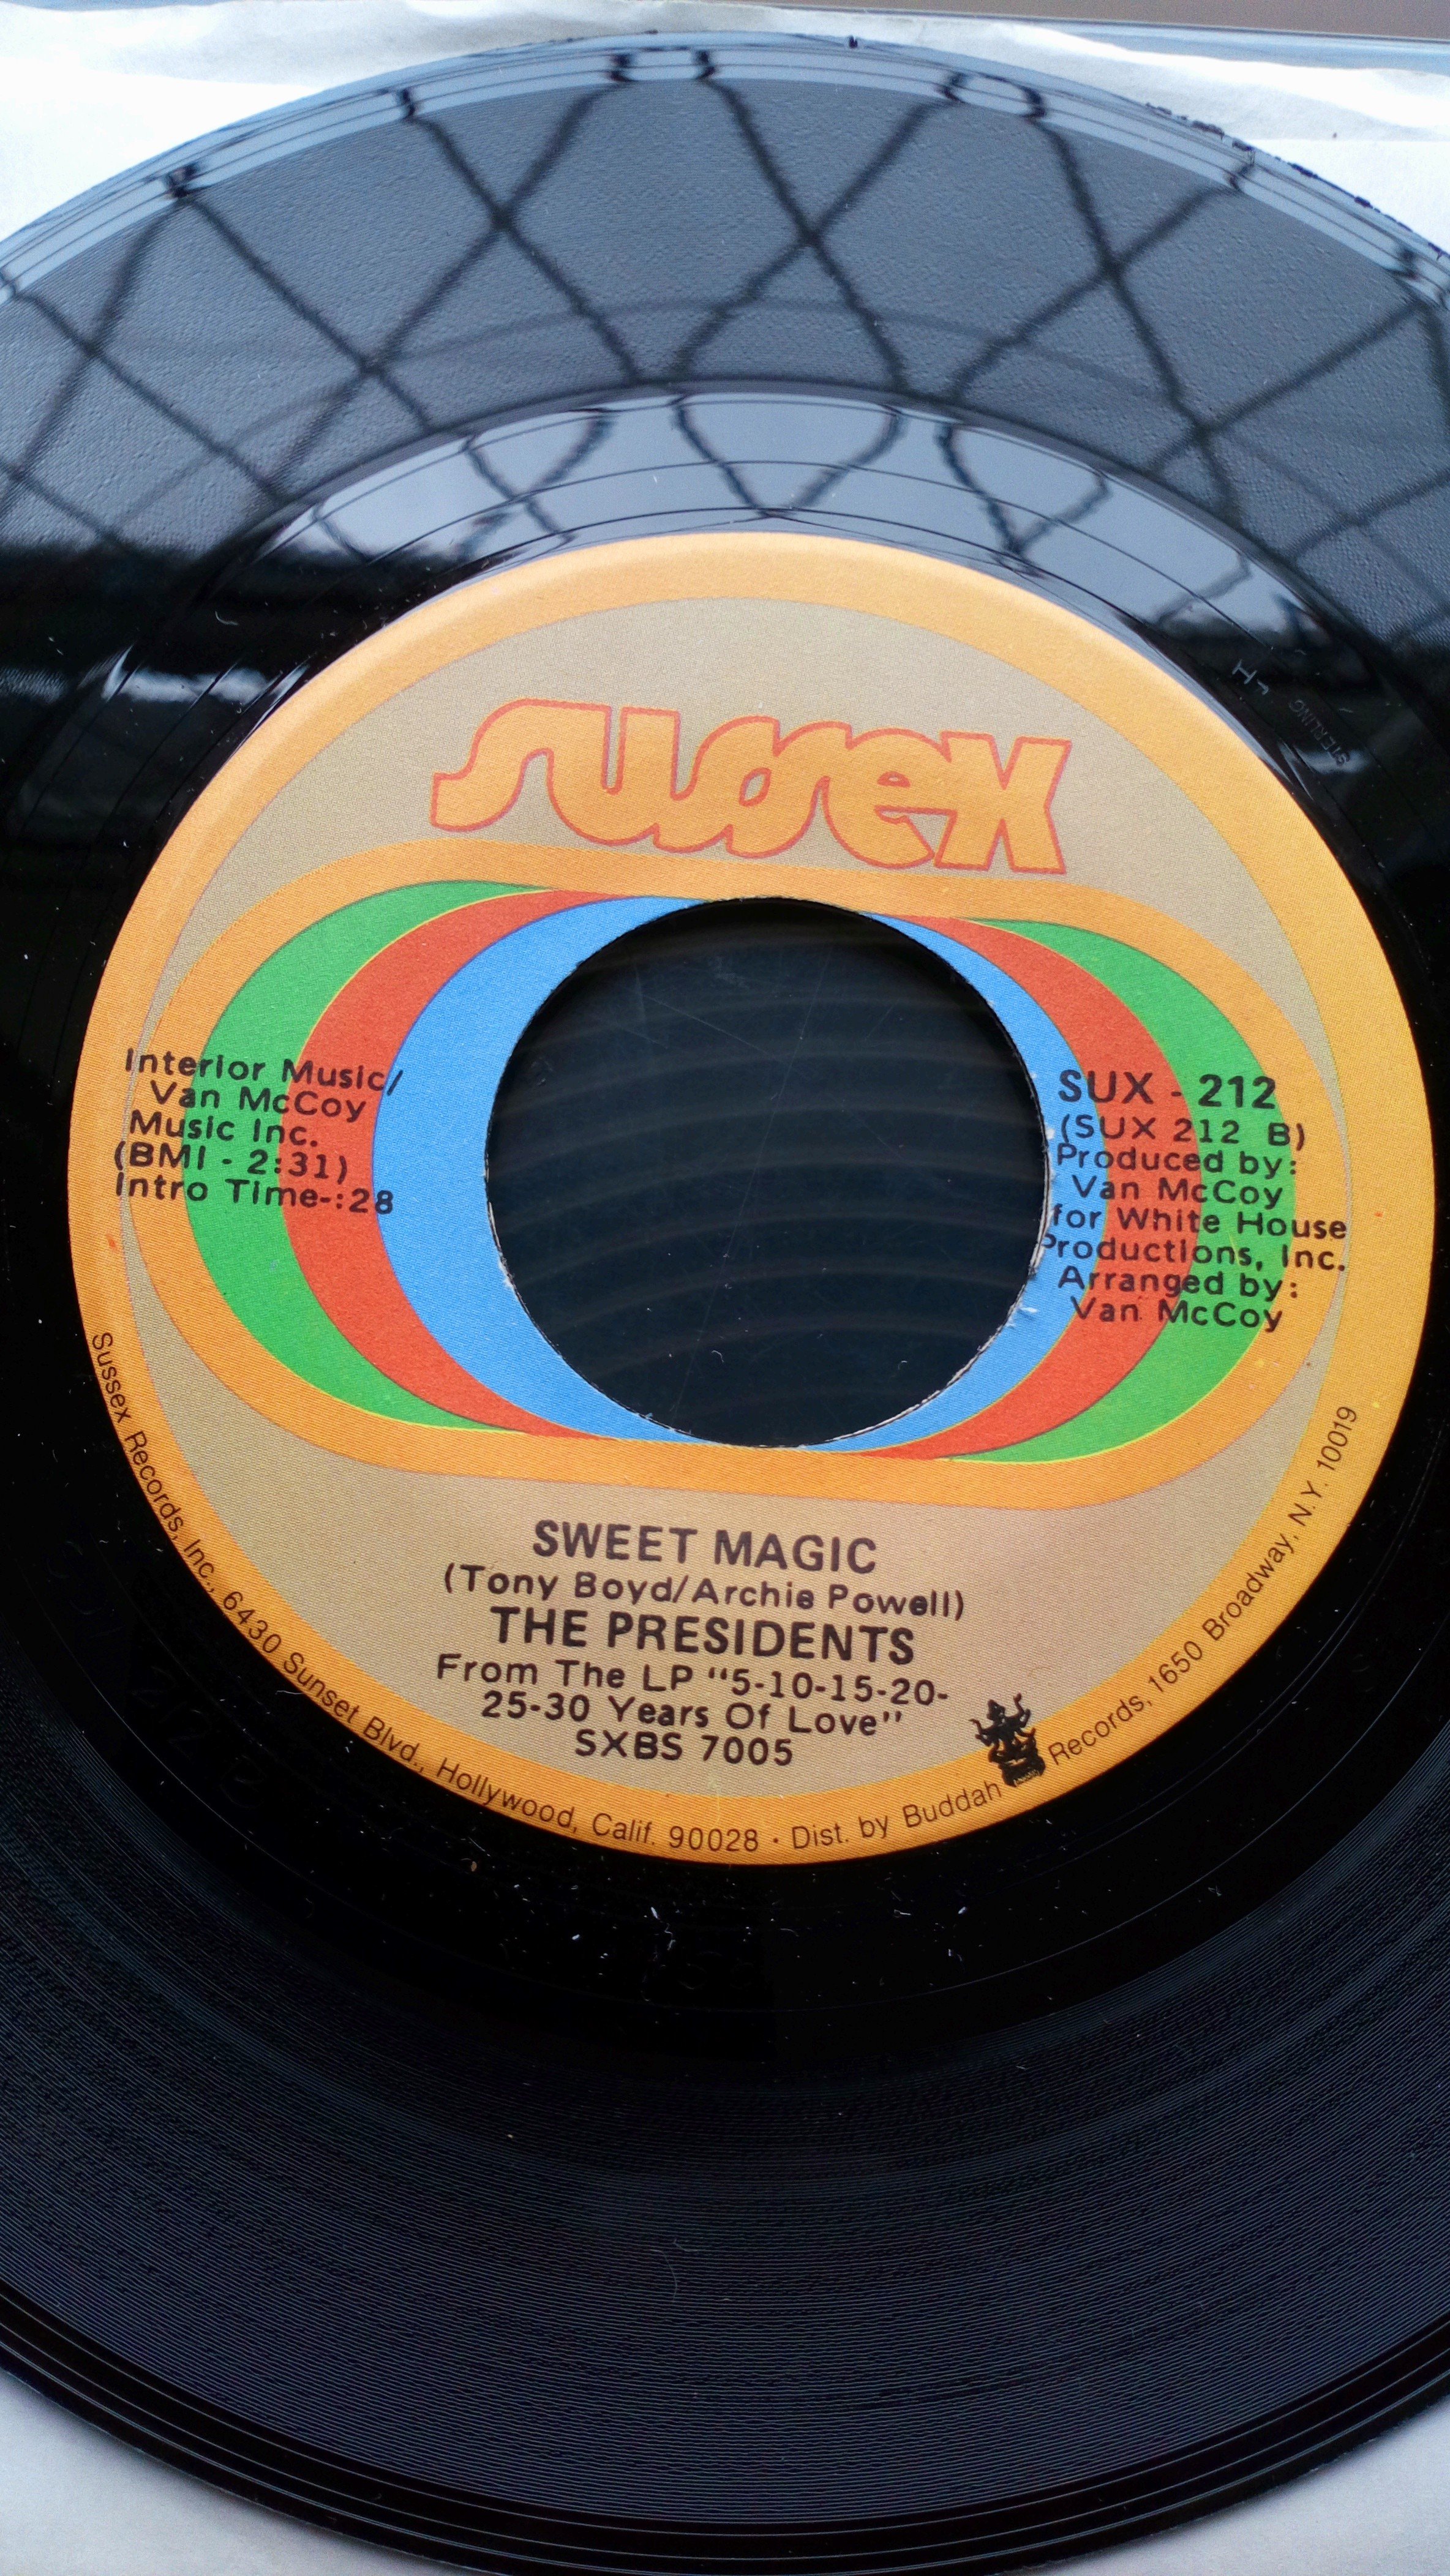 sussex
Interior Music/
Van McCoy
Music Inc.
(BMI - 2:31)
Intro Time-:28
SUX - 212
(SUX 212 B)
Produced by:
Van McCoy
for White House
Productions, Inc.
Arranged by:
Van McCoy
SWEET MAGIC
(Tony Boyd/Archie Powell)
THE PRESIDENTS
From The LP "5-10-15-20-
25-30 Years Of Love"
SXBS 7005
Sussex Records, Inc., 6430 Sunset Blvd., Hollywood, Calif. 90028 • Dist. by Buddah Records, 1650 Broadway, N.Y. 10019
STERLING